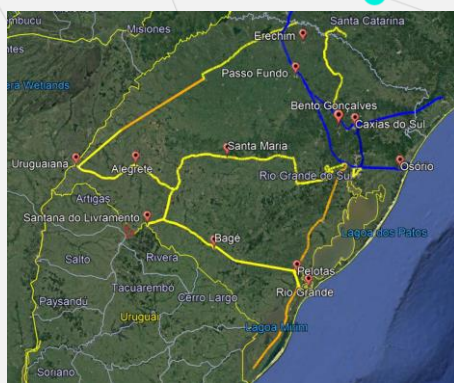 Misiones
Santa Catarina
Erechim
Passo Fundo
Bento Gonçalves
Caxias do Sul
Uruguaiana
Alegrete
Santa Maria
Rio Grande do Sul
Osório
Artigas
Santana do Livramento
Lagoa dos Patos
Salto
Rivera
Bagé
Tacuarembó
Pelotas
Paysandú
Cerro Largo
Rio Grande
Uruguai
Lagoa Mirim
Soriano